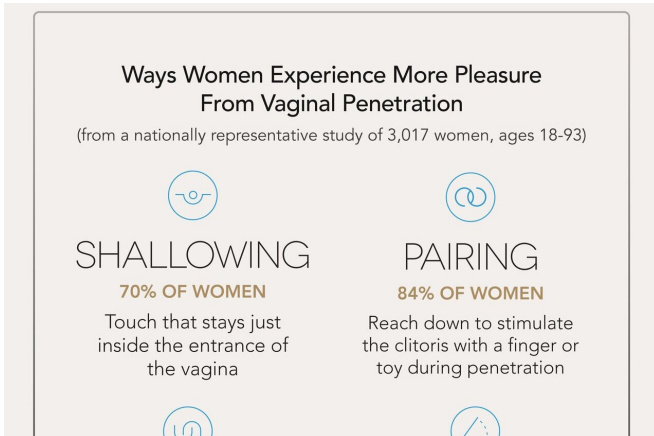 Ways Women Experience More Pleasure
From Vaginal Penetration
(from a nationally representative study of 3,017 women, ages 18-93)
SHALLOWING
70% OF WOMEN
Touch that stays just
inside the entrance of
the vagina
PAIRING
84% OF WOMEN
Reach down to stimulate
the clitoris with a finger or
toy during penetration